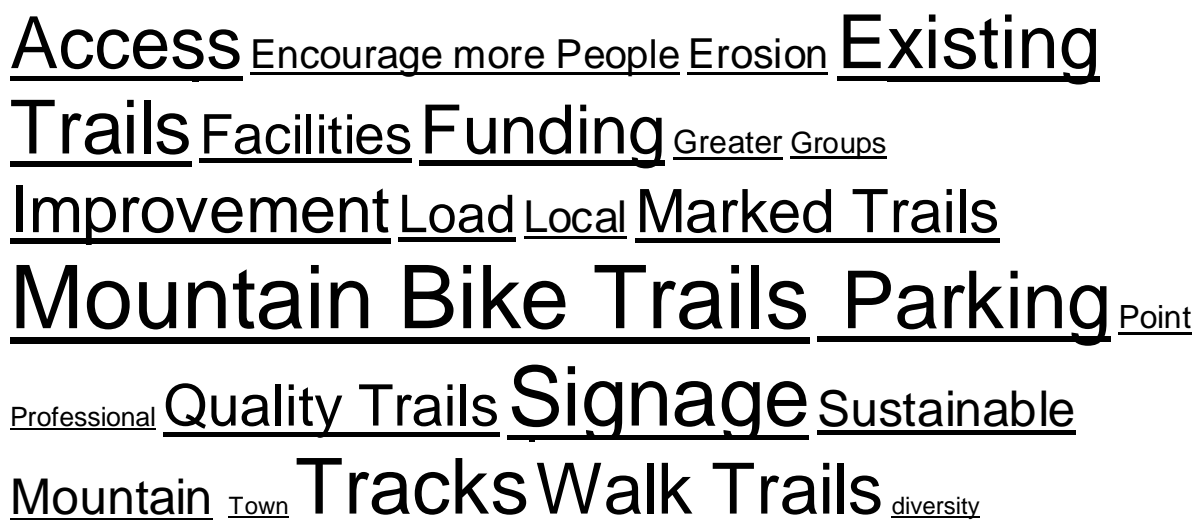 Access Encourage more People Erosion Existing
Trails Facilities Funding Greater Groups
Improvement Load Local Marked Trails
Mountain Bike Trails Parking Point
Professional Quality Trails Signage Sustainable
Mountain Town Tracks Walk Trails diversity